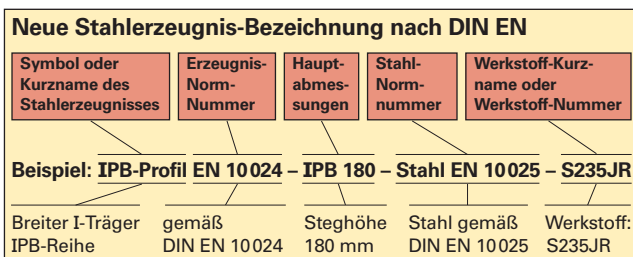 Neue Stahlerzeugnis-Bezeichnung nach DIN EN
Symbol oder
Kurzname des
Stahlerzeugnisses
Erzeugnis-
Norm-
Nummer
Haupt-
abmes-
sungen
Stahl-
Norm-
nummer
Werkstoff-Kurz-
name oder
Werkstoff-Nummer
Beispiel: IPB-Profil EN 10024 – IPB 180 – Stahl EN 10025 – S235JR
Breiter I-Träger
IPB-Reihe
gemäß
DIN EN 10024
Steghöhe
180 mm
Stahl gemäß
DIN EN 10025
Werkstoff:
S235JR